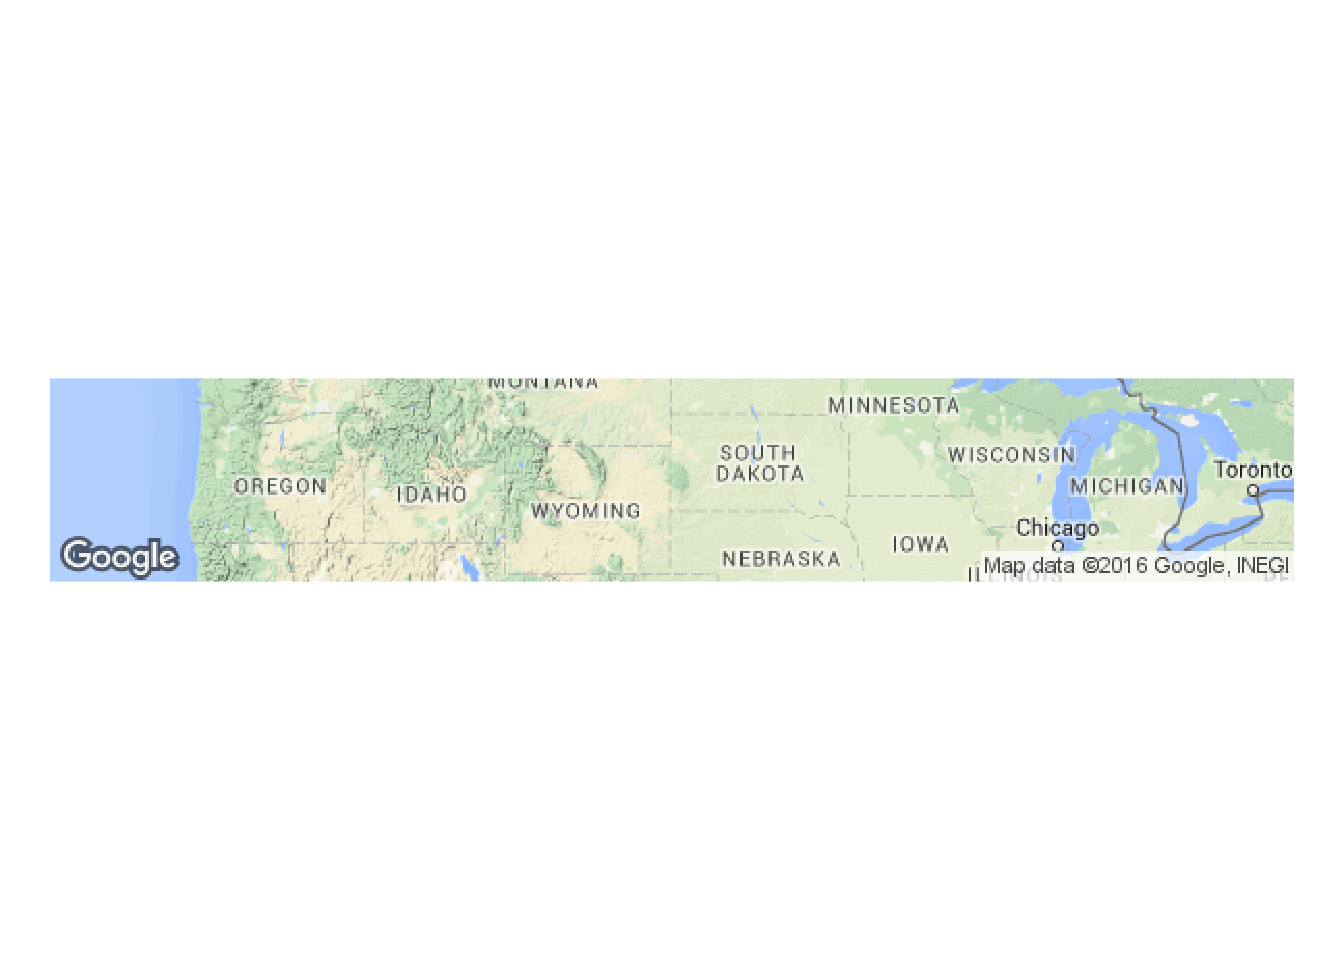 MONTANA
MINNESOTA
SOUTH
DAKOTA
WISCONSIN
Toronto
OREGON
IDAHO
MICHIGAN
WYOMING
Chicago
IOWA
NEBRASKA
Google
Map data ©2016 Google, INEGI
ILLINOIS